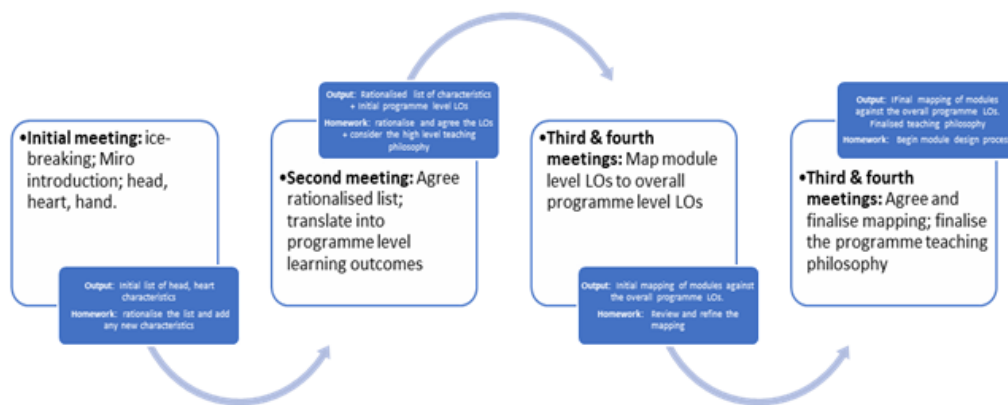 •Initial meeting: ice-
breaking; Miro
introduction; head,
heart, hand.
Output: Initial list of head, heart
characteristics
Homework: rationalise the list and add
any new characteristics
Output: Rationalised list of characteristics
+ Initial programme level LOs
Homework: rationalise and agree the LOs
+ consider the high level teaching
philosophy
•Second meeting: Agree
rationalised list;
translate into
programme level
learning outcomes
•Third & fourth
meetings: Map module
level LOs to overall
programme level LOs
Output: Initial mapping of modules against
the overall programme LOs.
Homework: Review and refine the
mapping
Output: IFinal mapping of modules
against the overall programme LOs.
Finalised teaching philosophy
Homework: Begin module design process
•Third & fourth
meetings: Agree and
finalise mapping; finalise
the programme teaching
philosophy